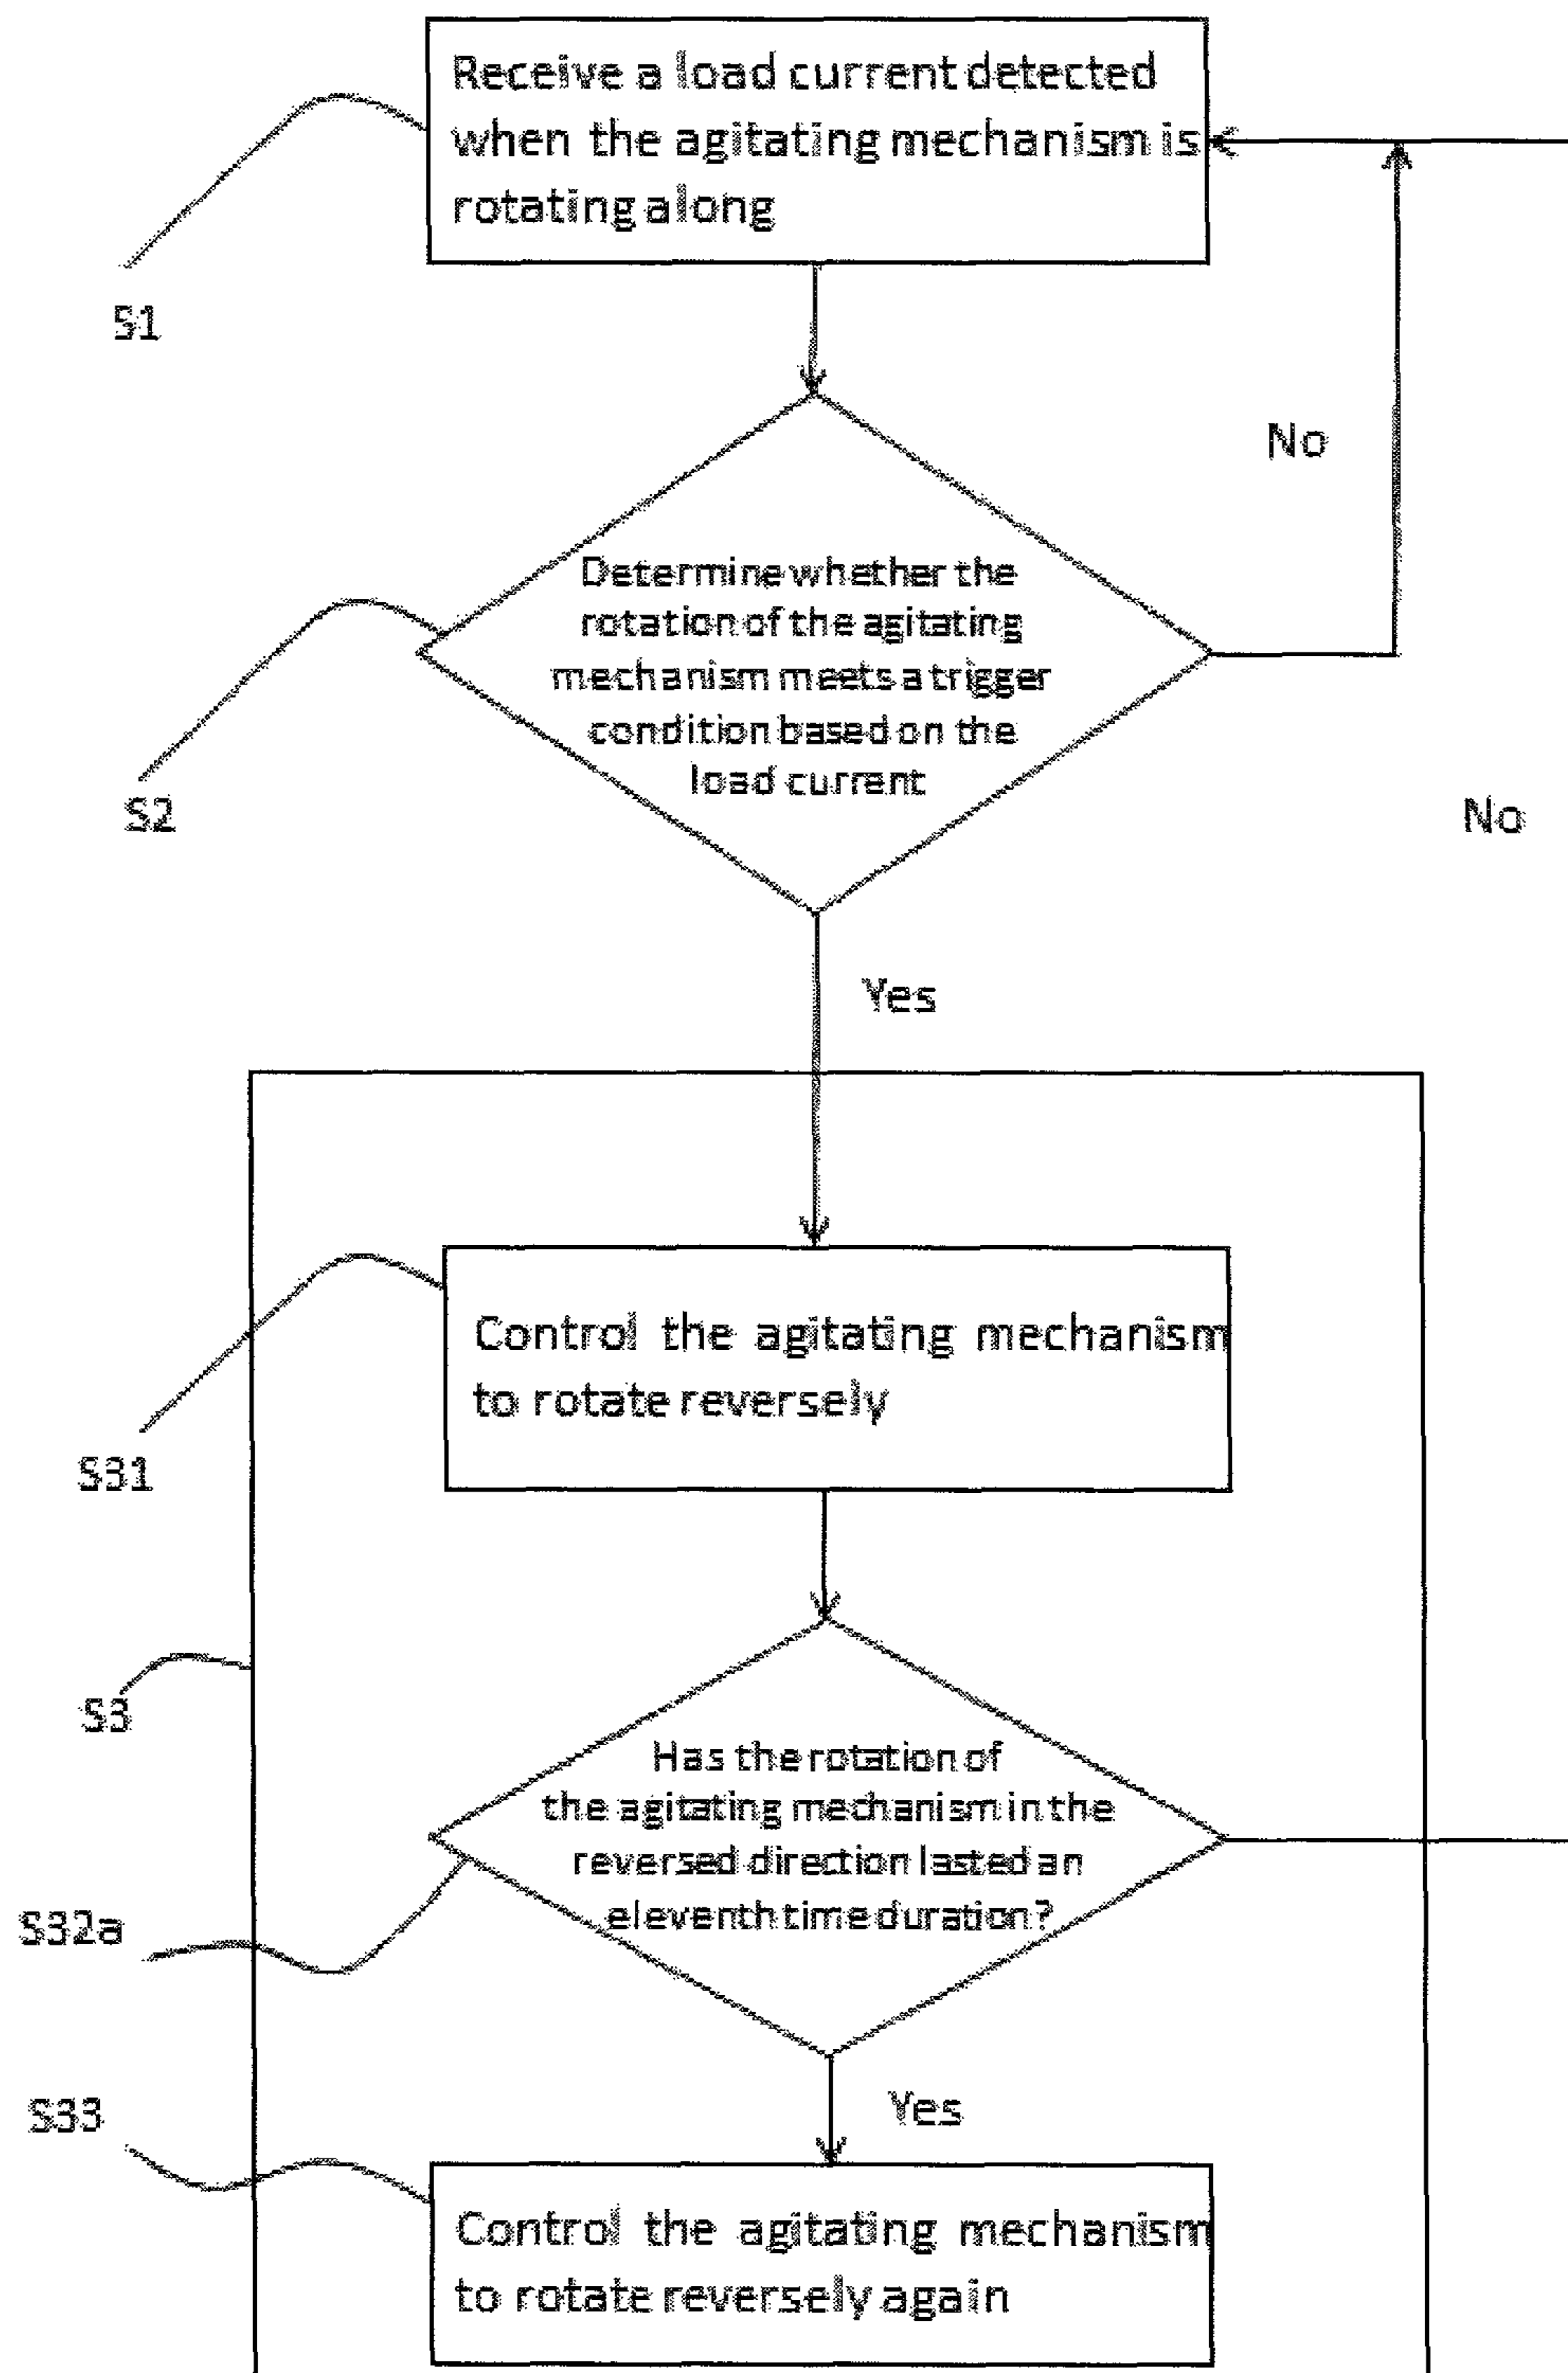 Receive a load current detected
when the agitating mechanism is
rotating along
S1
No
Determine whether the
rotation of the agitating
mechanism meets a trigger
condition based on the
load current
S2
No
Yes
Control the agitating mechanism
to rotate reversely
S31
S3
Has the rotation of
the agitating mechanism in the
reversed direction lasted an
eleventh time duration?
S32a
S33
Yes
Control the agitating mechanism
to rotate reversely again